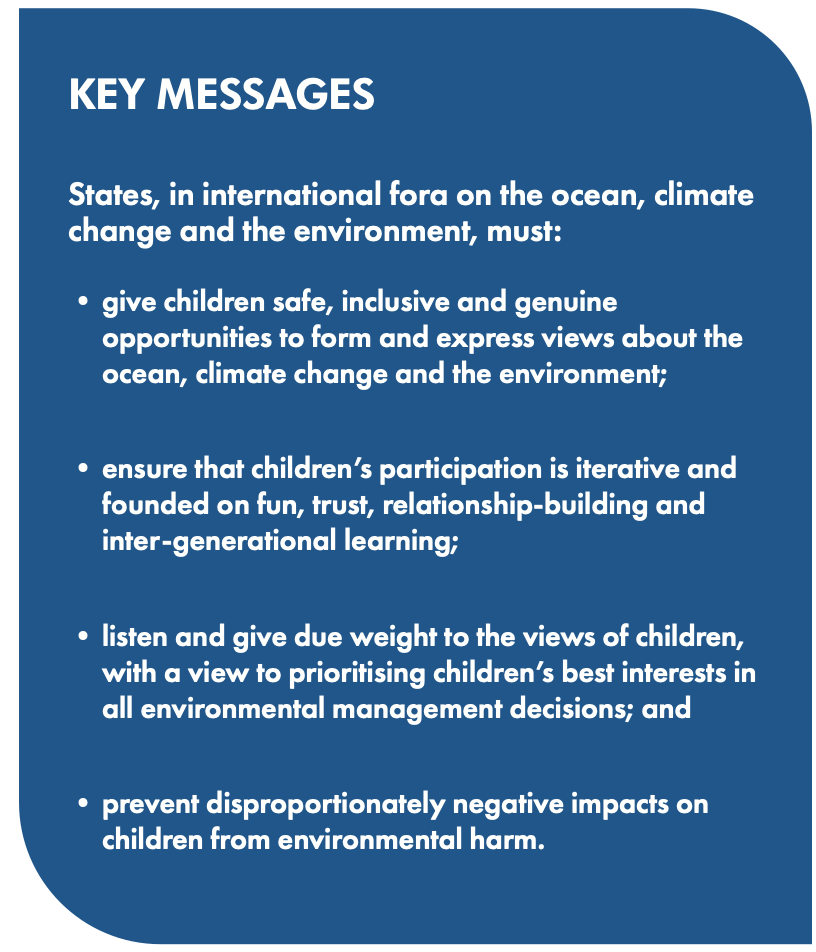 KEY MESSAGES
States, in international fora on the ocean, climate
change and the environment, must:
• give children safe, inclusive and genuine
opportunities to form and express views about the
ocean, climate change and the environment;
• ensure that children’s participation is iterative and
founded on fun, trust, relationship-building and
inter-generational learning;
• listen and give due weight to the views of children,
with a view to prioritising children’s best interests in
all environmental management decisions; and
• prevent disproportionately negative impacts on
children from environmental harm.